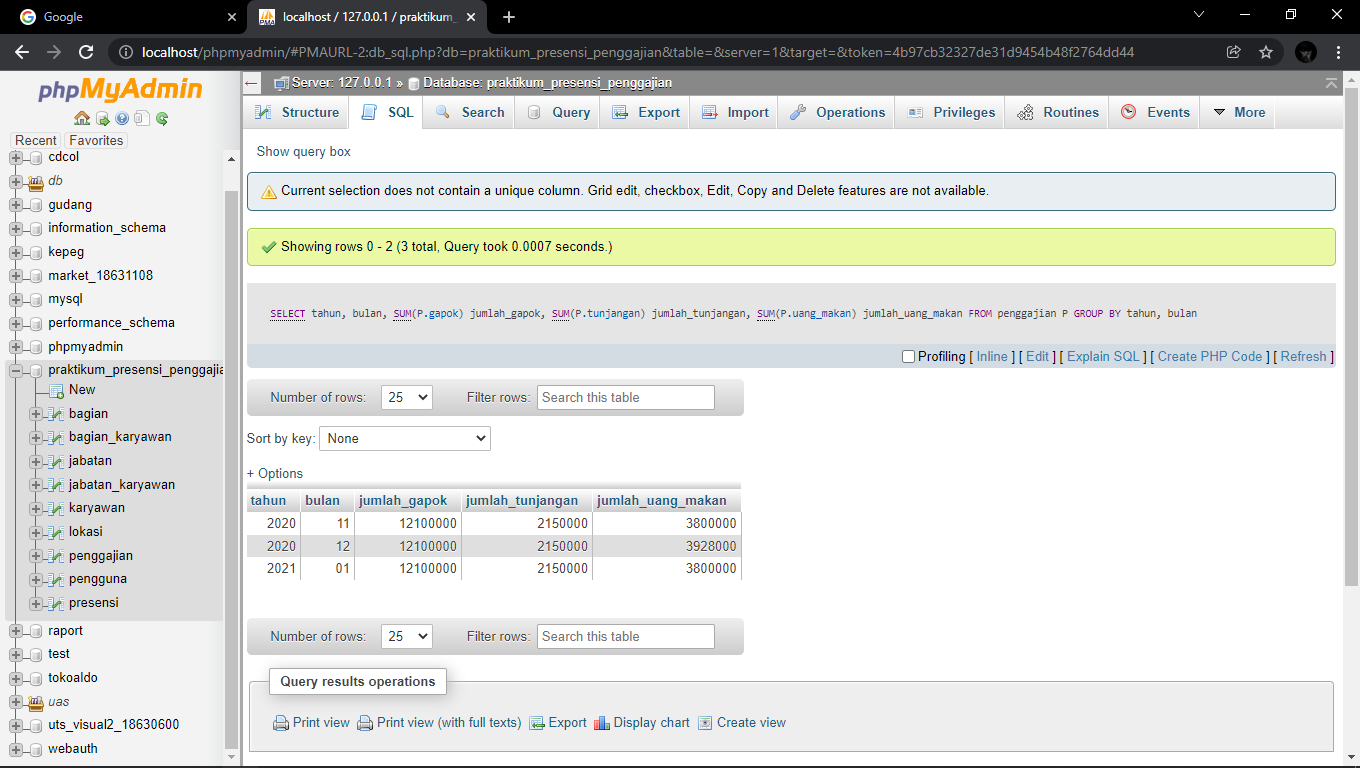 Google
localhost / 127.0.0.1 / praktikum_
localhost/phpmyadmin/#PMAURL-2:db_sql.php?db=praktikum_presensi_penggajian&table=&server=1&target=&token=4b97cb32327de31d9454b48f2764dd44
phpMyAdmin
Recent Favorites
cdcol
db
gudang
information_schema
kepeg
market_18631108
mysql
performance_schema
phpmyadmin
praktikum_presensi_penggajia
New
bagian
bagian_karyawan
jabatan
jabatan_karyawan
karyawan
lokasi
penggajian
pengguna
presensi
raport
test
tokoaldo
uas
uts_visual2_18630600
webauth
Server: 127.0.0.1 » Database: praktikum_presensi_penggajian
Structure SQL Search Query Export Import Operations Privileges Routines Events More
Show query box
Current selection does not contain a unique column. Grid edit, checkbox, Edit, Copy and Delete features are not available.
Showing rows 0 - 2 (3 total, Query took 0.0007 seconds.)
SELECT tahun, bulan, SUM(P.gapok) jumlah_gapok, SUM(P.tunjangan) jumlah_tunjangan, SUM(P.uang_makan) jumlah_uang_makan FROM penggajian P GROUP BY tahun, bulan
Profiling [ Inline ] [ Edit ] [ Explain SQL ] [ Create PHP Code ] [ Refresh ]
Number of rows: 25 Filter rows: Search this table
Sort by key: None
+ Options
tahun bulan jumlah_gapok jumlah_tunjangan jumlah_uang_makan
2020 11 12100000 2150000 3800000
2020 12 12100000 2150000 3928000
2021 01 12100000 2150000 3800000
Number of rows: 25 Filter rows: Search this table
Query results operations
Print view Print view (with full texts) Export Display chart Create view